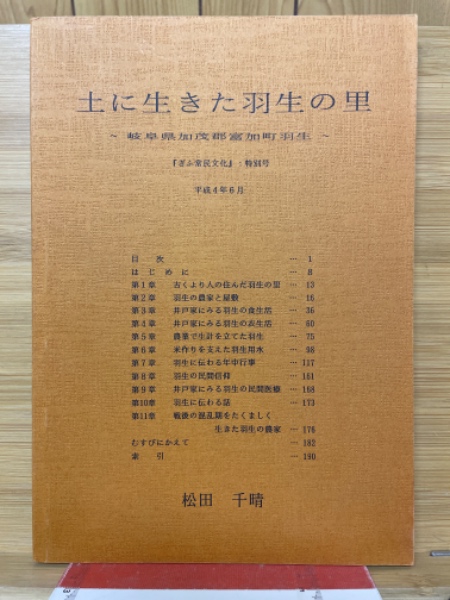 土に生きた羽生の里
～ 岐阜県加茂郡富加町羽生 ～
『ぎふ常民文化』：特別号
平成4年6月
目次 … 1
はじめに … 8
第1章 古くより人の住んだ羽生の里 … 13
第2章 羽生の農家と屋敷 … 16
第3章 井戸家にみる羽生の食生活 … 36
第4章 井戸家にみる羽生の衣生活 … 60
第5章 農業で生計を立てた羽生 … 75
第6章 米作りを支えた羽生用水 … 98
第7章 羽生に伝わる年中行事 … 117
第8章 羽生の民間信仰 … 161
第9章 井戸家にみる羽生の民間医療 … 168
第10章 羽生に伝わる話 … 173
第11章 戦後の混乱期をたくましく
生きた羽生の農家 … 178
むすびにかえて … 182
索引 … 190
松田 千晴